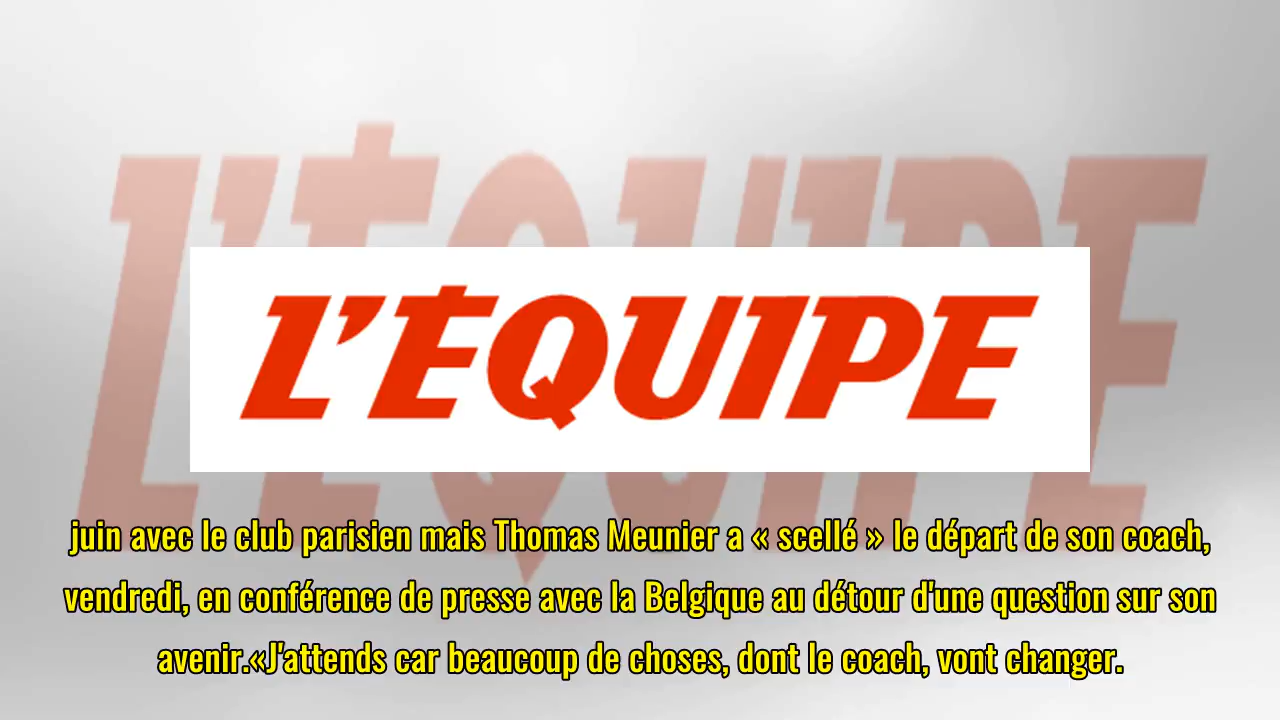 L'ÉQUIPE
L'ÉQUIPE
juin avec le club parisien mais Thomas Meunier a « scellé » le départ de son coach,
vendredi, en conférence de presse avec la Belgique au détour d'une question sur son
avenir.«J'attends car beaucoup de choses, dont le coach, vont changer.